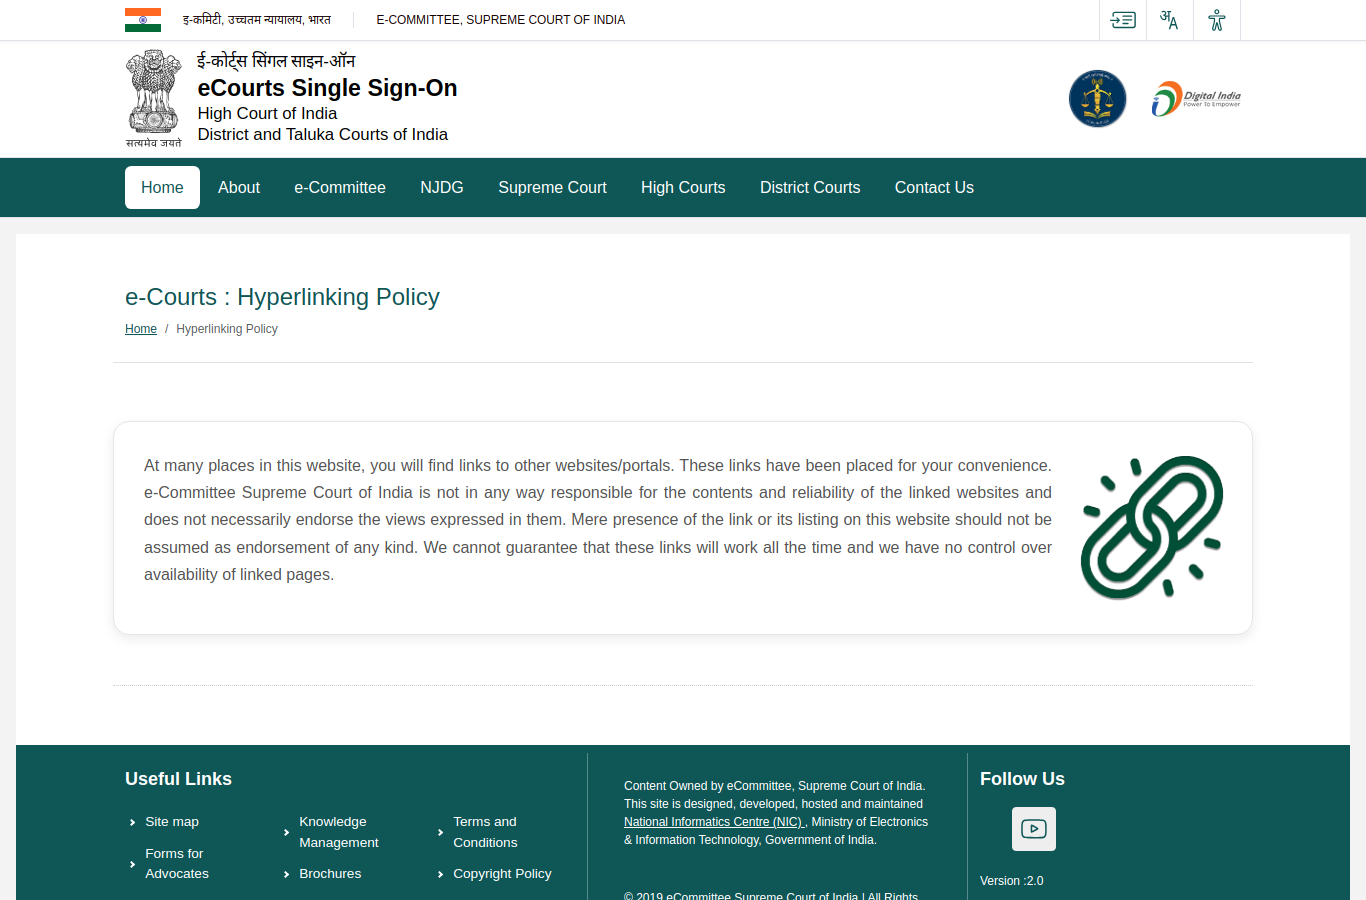 इ-कमिटी, उच्चतम न्यायालय, भारत
E-COMMITTEE, SUPREME COURT OF INDIA
ई-कोर्ट्स सिंगल साइन-ऑन
eCourts Single Sign-On
High Court of India
District and Taluka Courts of India
सत्यमेव जयते
Digital India
Power To Empower
Home About e-Committee NJDG Supreme Court High Courts District Courts Contact Us
e-Courts : Hyperlinking Policy
Home / Hyperlinking Policy
At many places in this website, you will find links to other websites/portals. These links have been placed for your convenience.
e-Committee Supreme Court of India is not in any way responsible for the contents and reliability of the linked websites and
does not necessarily endorse the views expressed in them. Mere presence of the link or its listing on this website should not be
assumed as endorsement of any kind. We cannot guarantee that these links will work all the time and we have no control over
availability of linked pages.
Useful Links
Site map
Forms for
Advocates
Knowledge
Management
Brochures
Terms and
Conditions
Copyright Policy
Content Owned by eCommittee, Supreme Court of India.
This site is designed, developed, hosted and maintained
National Informatics Centre (NIC) , Ministry of Electronics
& Information Technology, Government of India.
© 2019 eCommittee Supreme Court of India | All Rights
Follow Us
Version :2.0